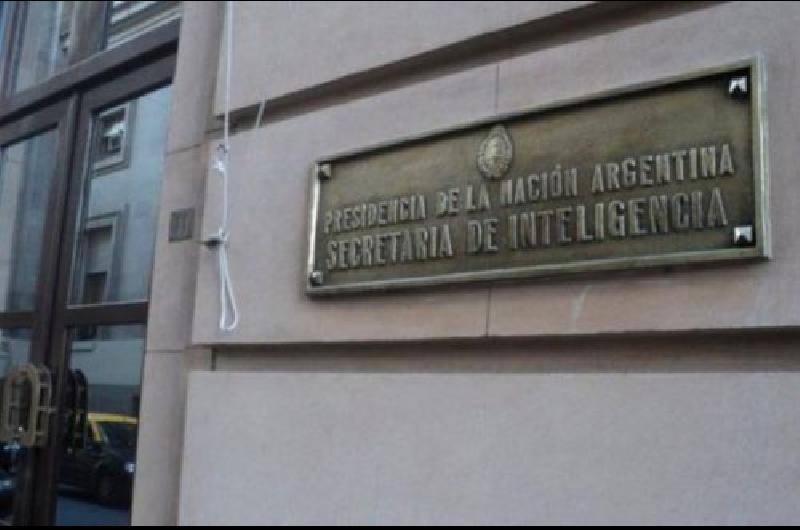 PRESIDENCIA DE LA NACIÓN ARGENTINA
SECRETARIA DE INTELIGENCIA